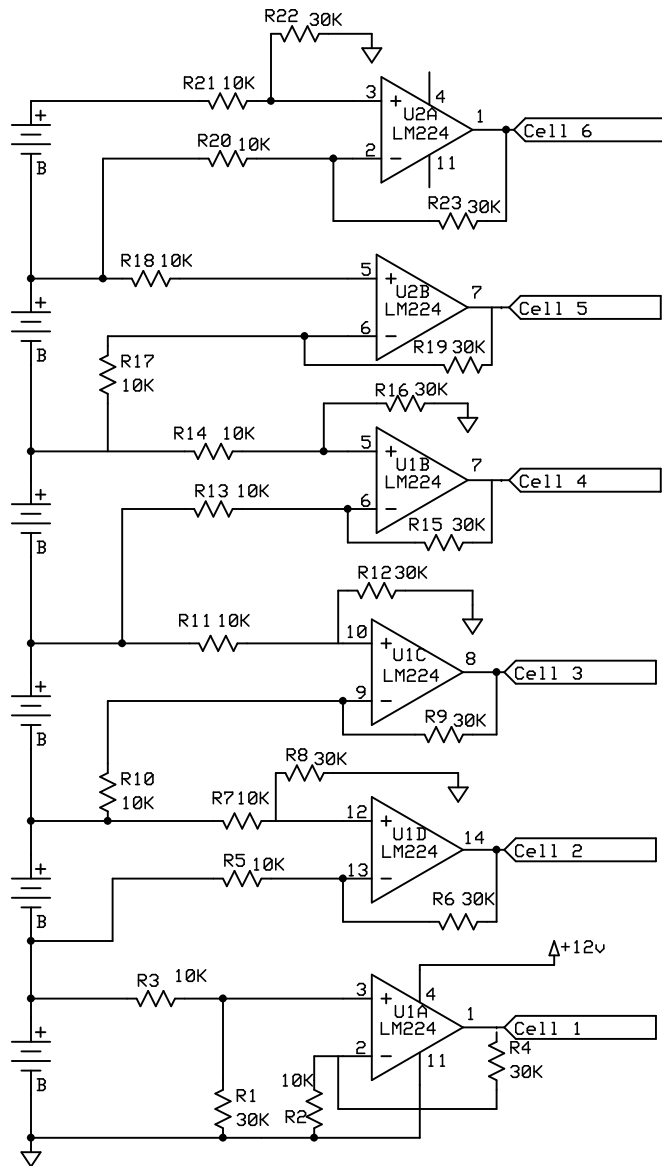 R22 30K
R21 10K
3
+
4
U2A
LM224
1
Cell 6
+
B
R20 10K
2
−
11
R23 30K
R18 10K
5
+
U2B
LM224
7
Cell 5
+
B
6
−
R19 30K
R17
10K
R16 30K
R14 10K
5
+
U1B
LM224
7
Cell 4
+
B
R13 10K
6
−
R15 30K
R12 30K
R11 10K
10
+
U1C
LM224
8
Cell 3
+
B
9
−
R9 30K
R10
10K
R8 30K
R7 10K
12
+
U1D
LM224
14
Cell 2
+
B
R5 10K
13
−
R6 30K
+12v
R3 10K
3
+
4
U1A
LM224
1
Cell 1
+
B
2
−
11
R4
30K
10K
R2
R1
30K